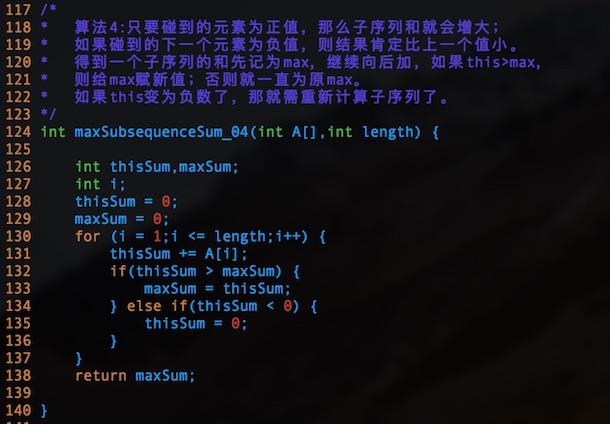 117 /*
118 *  算法4:只要碰到的元素为正值，那么子序列和就会增大；
119 *  如果碰到的下一个元素为负值，则结果肯定比上一个值小。
120 *  得到一个子序列的和先记为max，继续向后加，如果this>max，
121 *  则给max赋新值；否则就一直为原max。
122 *  如果this变为负数了，那就需重新计算子序列了。
123 */
124 int maxSubsequenceSum_04(int A[],int length) {
125
126     int thisSum,maxSum;
127     int i;
128     thisSum = 0;
129     maxSum = 0;
130     for (i = 1;i <= length;i++) {
131         thisSum += A[i];
132         if(thisSum > maxSum) {
133             maxSum = thisSum;
134         } else if(thisSum < 0) {
135             thisSum = 0;
136         }
137     }
138     return maxSum;
139
140 }